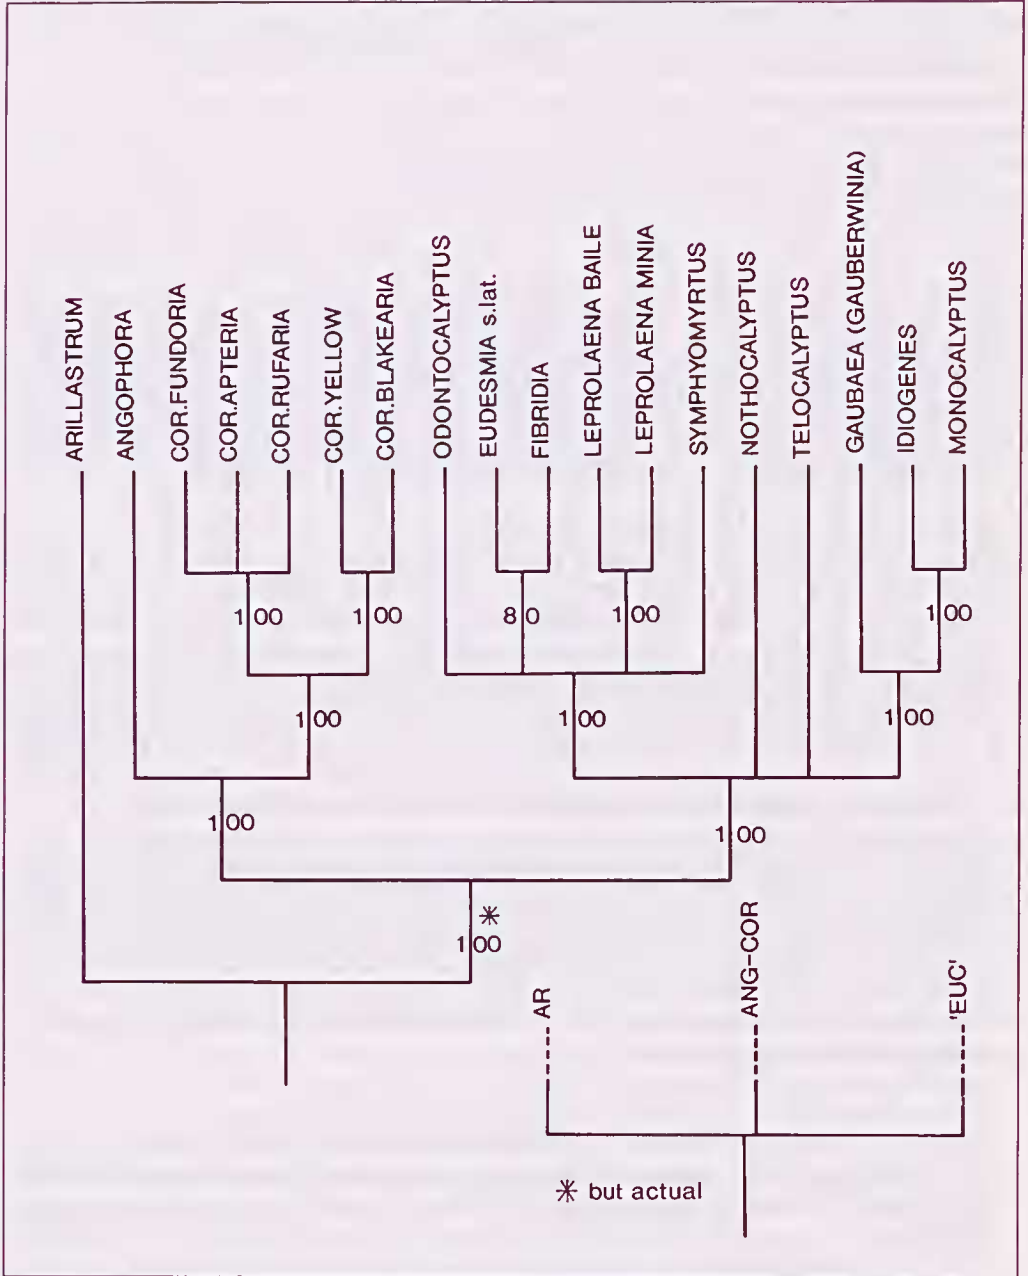 ARILLASTRUM
ANGOPHORA
COR.FUNDORIA
COR.APTERIA
COR.RUFARIA
COR.YELLOW
COR.BLAKEARIA
ODONTOCALYPTUS
EUDESMIA s.lat.
FIBRIDIA
LEPROLAENA BAILE
LEPROLAENA MINIA
SYMPHYOMYRTUS
NOTHOCALYPTUS
TELOCALYPTUS
GAUBAEA (GAUBERWINIA)
IDIOGENES
MONOCALYPTUS
100
100
80
100
100
100
100
100
100
100
*
100
AR
ANG-COR
'EUC'
* but actual